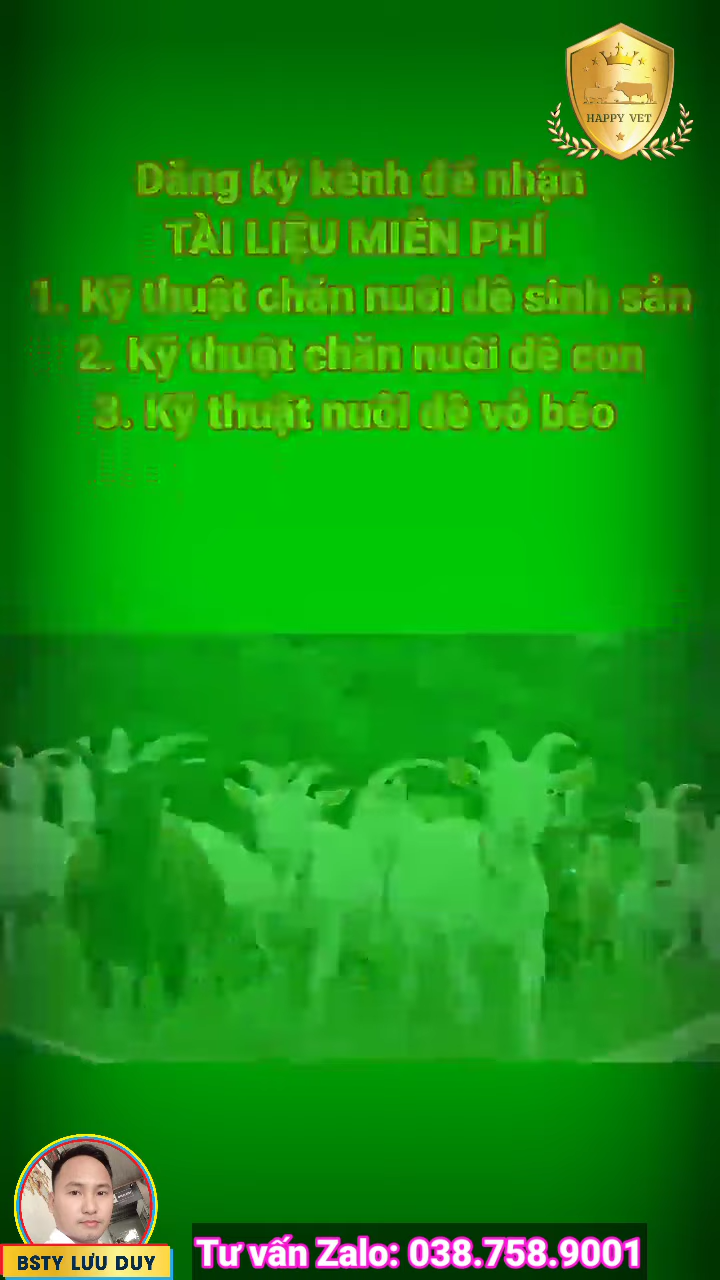 HAPPY VET
Đăng ký kênh để nhận
TÀI LIỆU MIỄN PHÍ
1. Kỹ thuật chăn nuôi dê sinh sản
2. Kỹ thuật chăn nuôi dê con
3. Kỹ thuật nuôi dê vỗ béo
BSTY LƯU DUY
Tư vấn Zalo: 038.758.9001